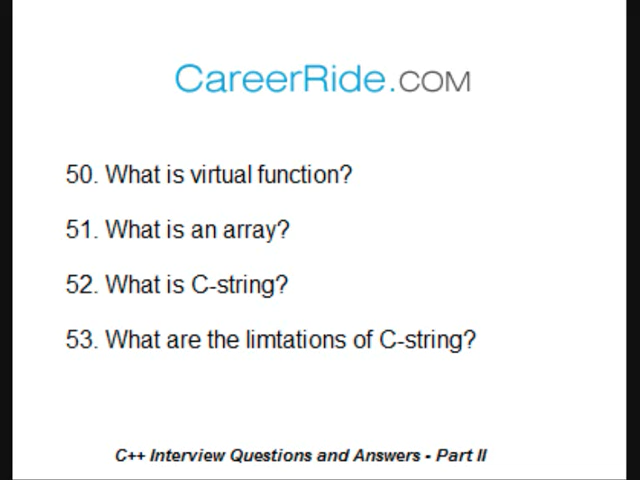 CareerRide.COM
50. What is virtual function?
51. What is an array?
52. What is C-string?
53. What are the limtations of C-string?
C++ Interview Questions and Answers - Part II